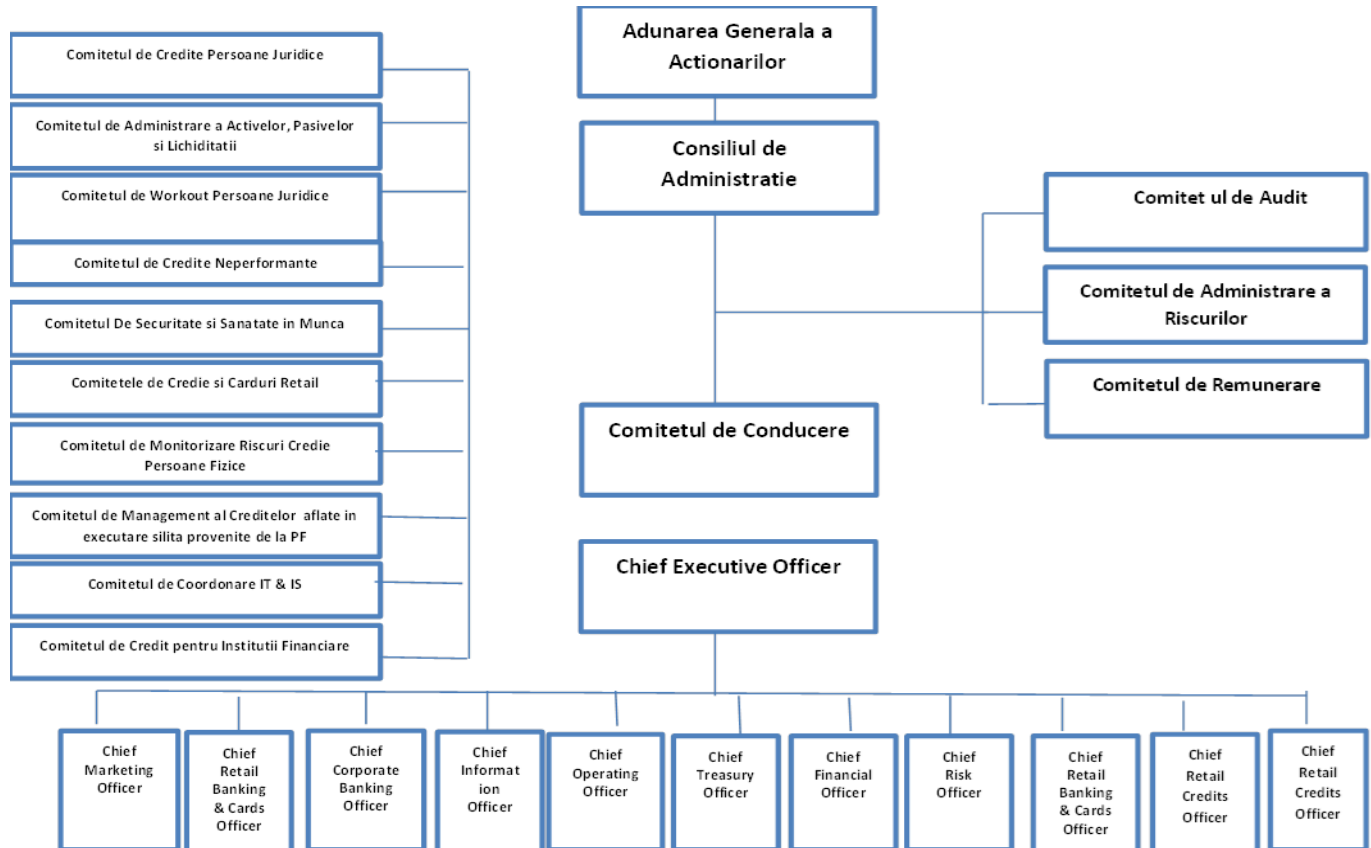 Comitetul de Credite Persoane Juridice
Comitetul de Administrare a Activelor, Pasivelor
si Lichiditatii
Comitetul de Workout Persoane Juridice
Comitetul de Credite Neperformante
Comitetul De Securitate si Sanatate in Munca
Comitetele de Credie si Carduri Retail
Comitetul de Monitorizare Riscuri Credie
Persoane Fizice
Comitetul de Management al Creditelor aflate in
executare silita provenite de la PF
Comitetul de Coordonare IT & IS
Comitetul de Credit pentru Institutii Financiare
Adunarea Generala a
Actionarilor
Consiliul de
Administratie
Comitetul de Conducere
Chief Executive Officer
Comitet ul de Audit
Comitetul de Administrare a
Riscurilor
Comitetul de Remunerare
Chief
Marketing
Officer
Chief
Retail
Banking
& Cards
Officer
Chief
Corporate
Banking
Officer
Chief
Informat
ion
Officer
Chief
Operating
Officer
Chief
Treasury
Officer
Chief
Financial
Officer
Chief
Risk
Officer
Chief
Retail
Banking
& Cards
Officer
Chief
Retail
Credits
Officer
Chief
Retail
Credits
Officer